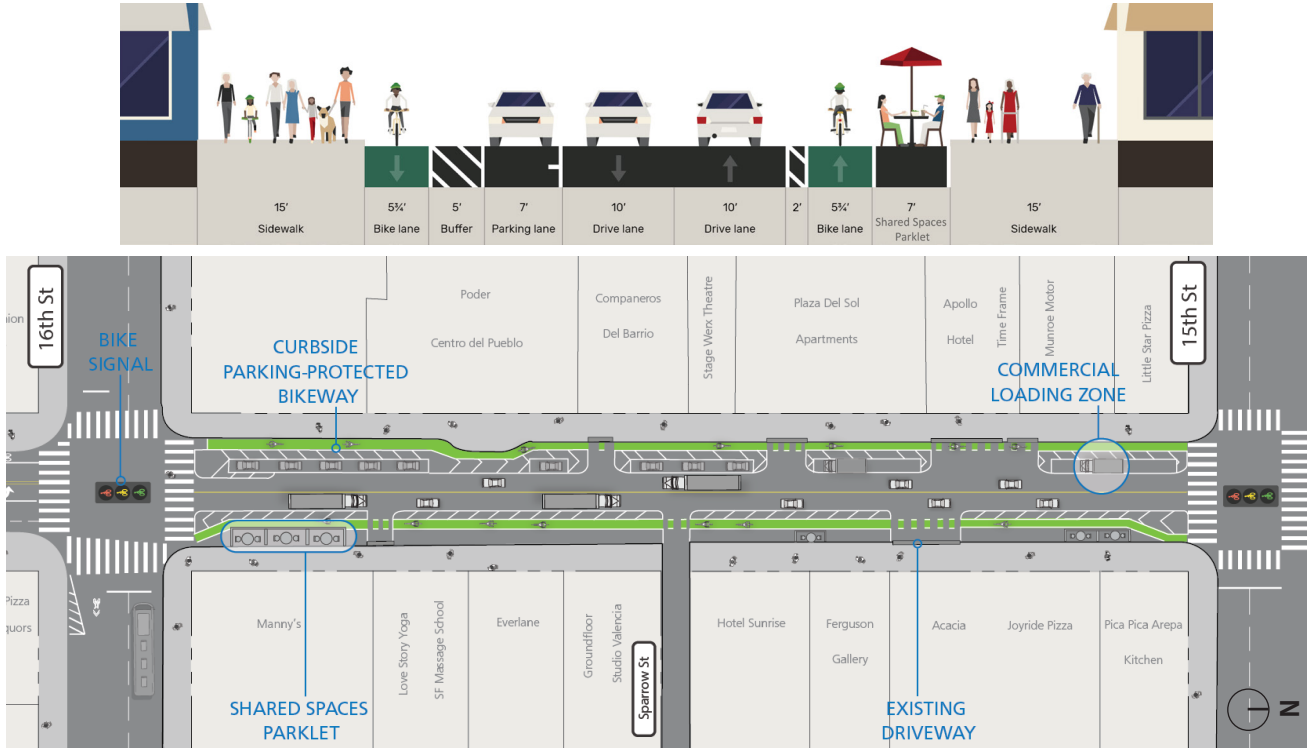 15' 5¾' 5' 7' 10' 10' 2' 5¾' 7' 15'
Sidewalk Bike lane Buffer Parking lane Drive lane Drive lane Bike lane Shared Spaces Sidewalk
Parklet
16th St
15th St
BIKE
SIGNAL
CURBSIDE
PARKING-PROTECTED
BIKEWAY
Poder
Centro del Pueblo
Companeros
Del Barrio
Stage Werx Theatre
Plaza Del Sol
Apartments
Apollo
Hotel
Time Frame
Munroe Motor
Little Star Pizza
COMMERCIAL
LOADING ZONE
Pizza
quors
Manny's
Love Story Yoga
SF Massage School
Everlane
Groundfloor
Studio Valencia
Sparrow St
Hotel Sunrise
Ferguson
Gallery
Acacia
Joyride Pizza
Pica Pica Arepa
Kitchen
SHARED SPACES
PARKLET
EXISTING
DRIVEWAY
N